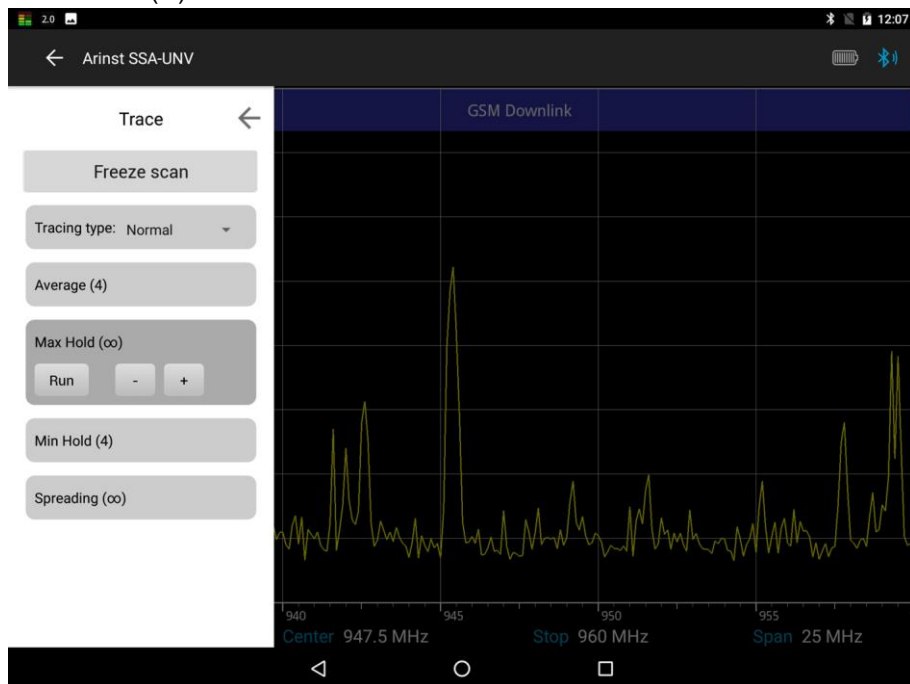 2.0
12:07
Arinst SSA-UNV
Trace
GSM Downlink
Freeze scan
Tracing type: Normal
Average (4)
Max Hold (∞)
Run - +
Min Hold (4)
Spreading (∞)
940 945 950 955
Center 947.5 MHz Stop 960 MHz Span 25 MHz